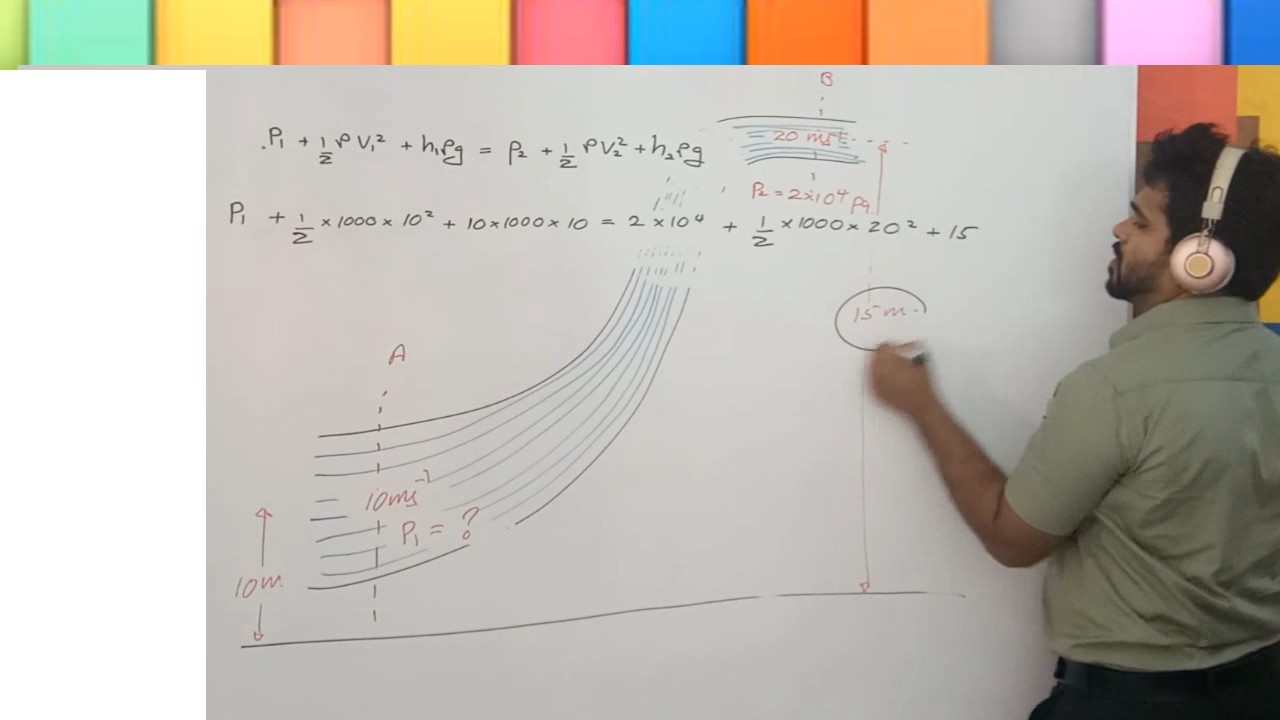 B
P₁ + ½ρV₁² + h₁ρg = P₂ + ½ρV₂² + h₂ρg
20 ms⁻¹
P₂ = 2×10⁴ pa.
P₁ + ½ × 1000 × 10² + 10 × 1000 × 10 = 2 × 10⁴ + ½ × 1000 × 20² + 15
15 m.
A
10ms⁻¹
P₁ = ?
10m.